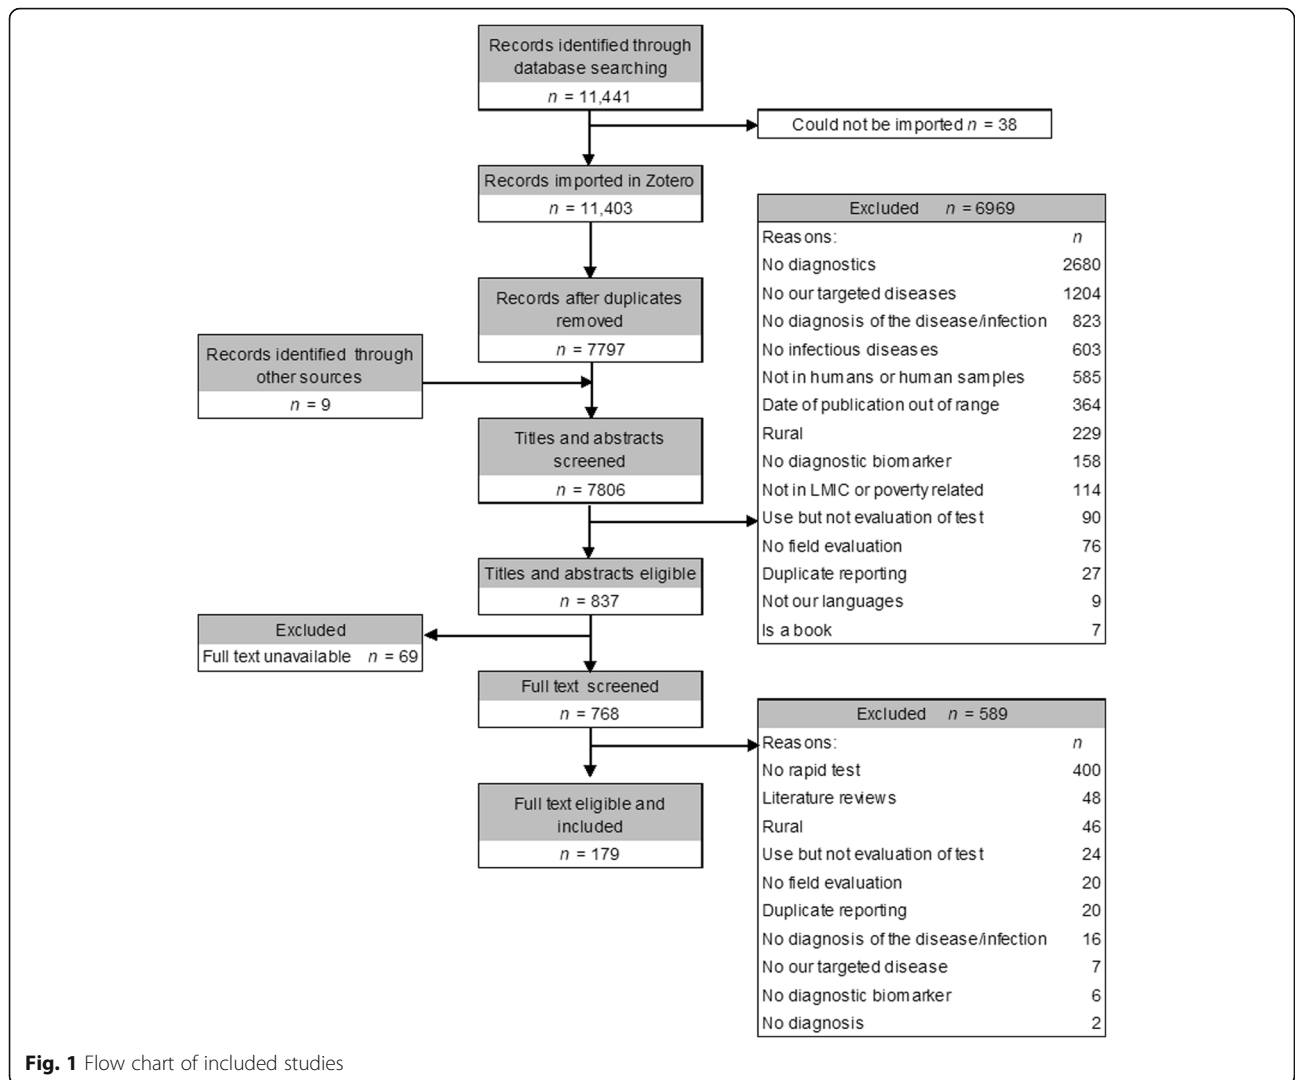 Records identified through
database searching
n = 11,441
Could not be imported n = 38
Records imported in Zotero
n = 11,403
Records after duplicates
removed
n = 7797
Records identified through
other sources
n = 9
Titles and abstracts
screened
n = 7806
Excluded n = 6969
Reasons: n
No diagnostics 2680
No our targeted diseases 1204
No diagnosis of the disease/infection 823
No infectious diseases 603
Not in humans or human samples 585
Date of publication out of range 364
Rural 229
No diagnostic biomarker 158
Not in LMIC or poverty related 114
Use but not evaluation of test 90
No field evaluation 76
Duplicate reporting 27
Not our languages 9
Is a book 7
Titles and abstracts eligible
n = 837
Excluded
Full text unavailable n = 69
Full text screened
n = 768
Excluded n = 589
Reasons: n
No rapid test 400
Literature reviews 48
Rural 46
Use but not evaluation of test 24
No field evaluation 20
Duplicate reporting 20
No diagnosis of the disease/infection 16
No our targeted disease 7
No diagnostic biomarker 6
No diagnosis 2
Full text eligible and
included
n = 179
Fig. 1 Flow chart of included studies